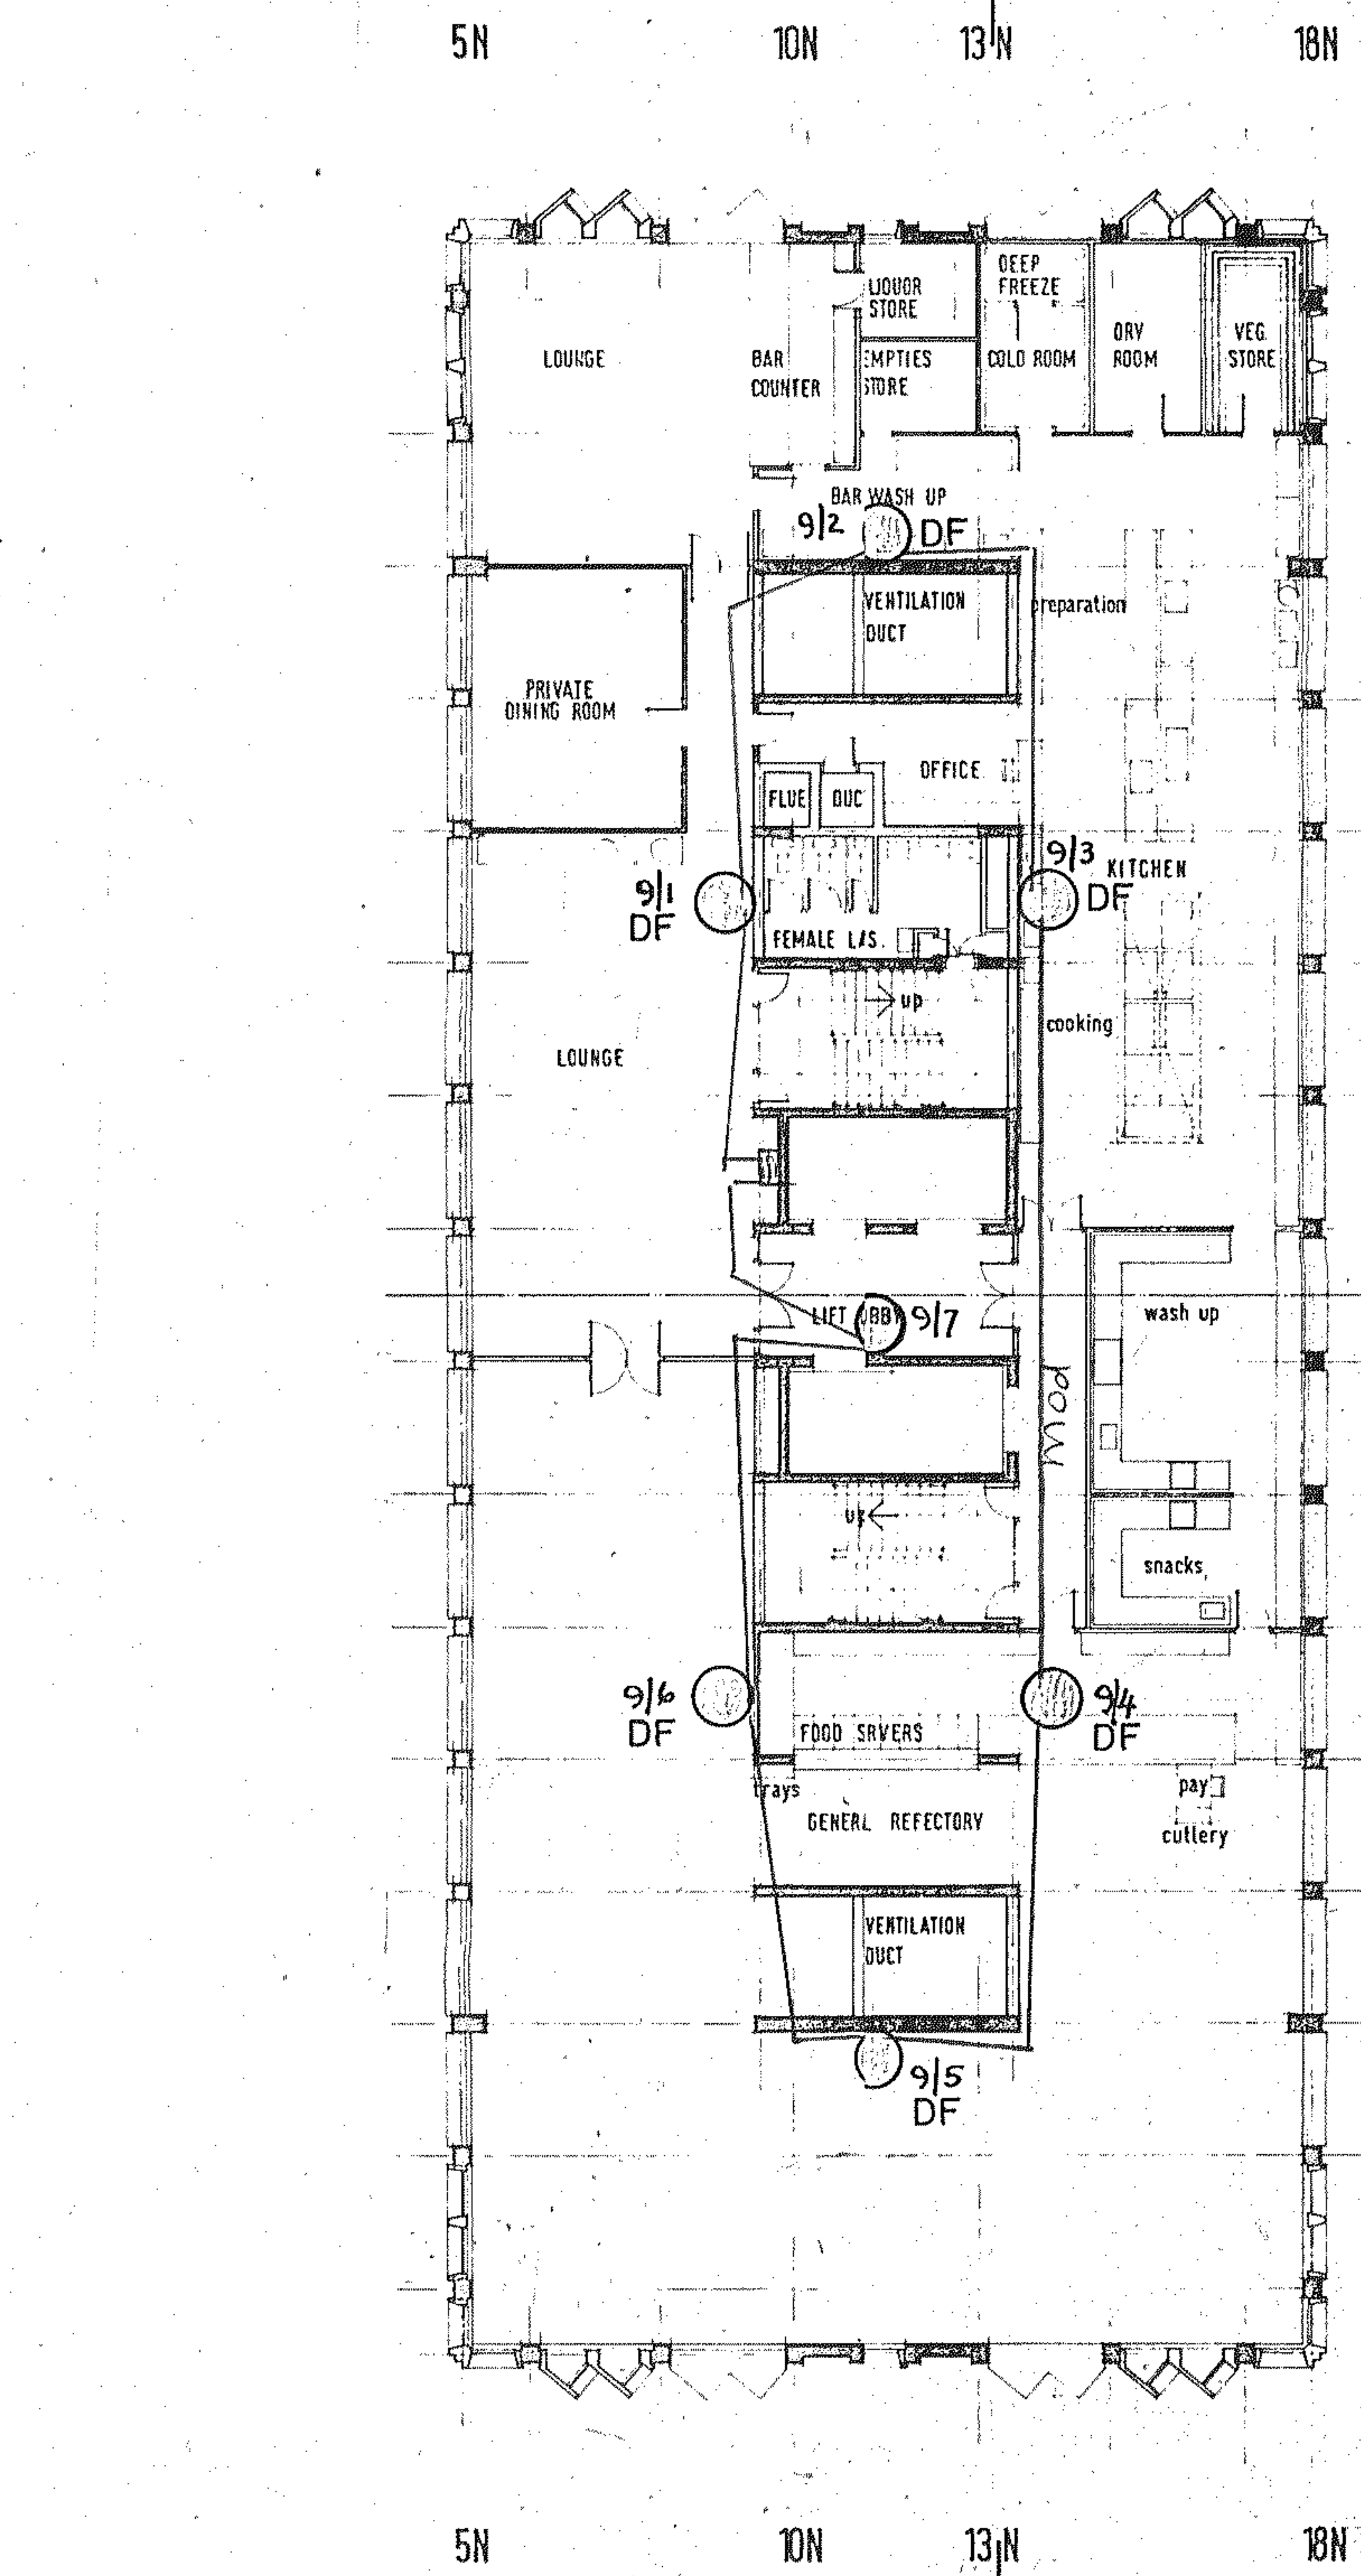 5N 10N 13N 18N
LIQUOR
STORE
DEEP
FREEZE
LOUNGE
BAR
COUNTER
EMPTIES
STORE
COLD ROOM
DRY
ROOM
VEG.
STORE
BAR WASH UP
9/2 DF
VENTILATION
DUCT
preparation
PRIVATE
DINING ROOM
OFFICE
FLUE
DUC
9/1
DF
9/3
DF
KITCHEN
FEMALE L/S.
up
cooking
LOUNGE
LIFT OBBY 9/7
wash up
MOD
up
snacks
9/6
DF
9/4
DF
FOOD SRVERS
trays
GENERL REFECTORY
pay
cutlery
VENTILATION
DUCT
9/5
DF
5N 10N 13N 18N